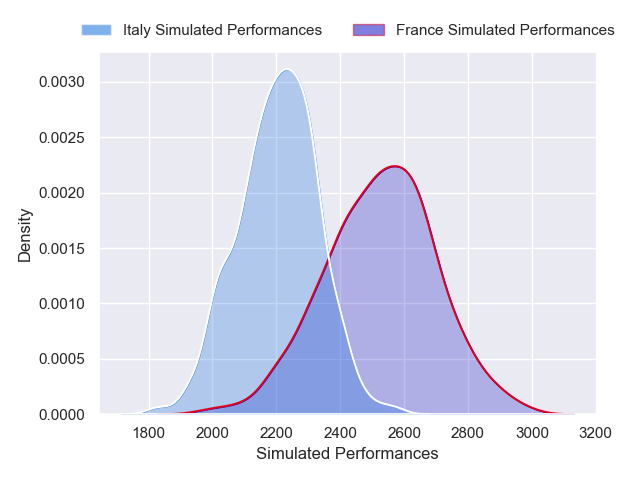 Italy Simulated Performances France Simulated Performances
0.0030
0.0025
0.0020
0.0015
0.0010
0.0005
0.0000
Density
1800 2000 2200 2400 2600 2800 3000 3200
Simulated Performances